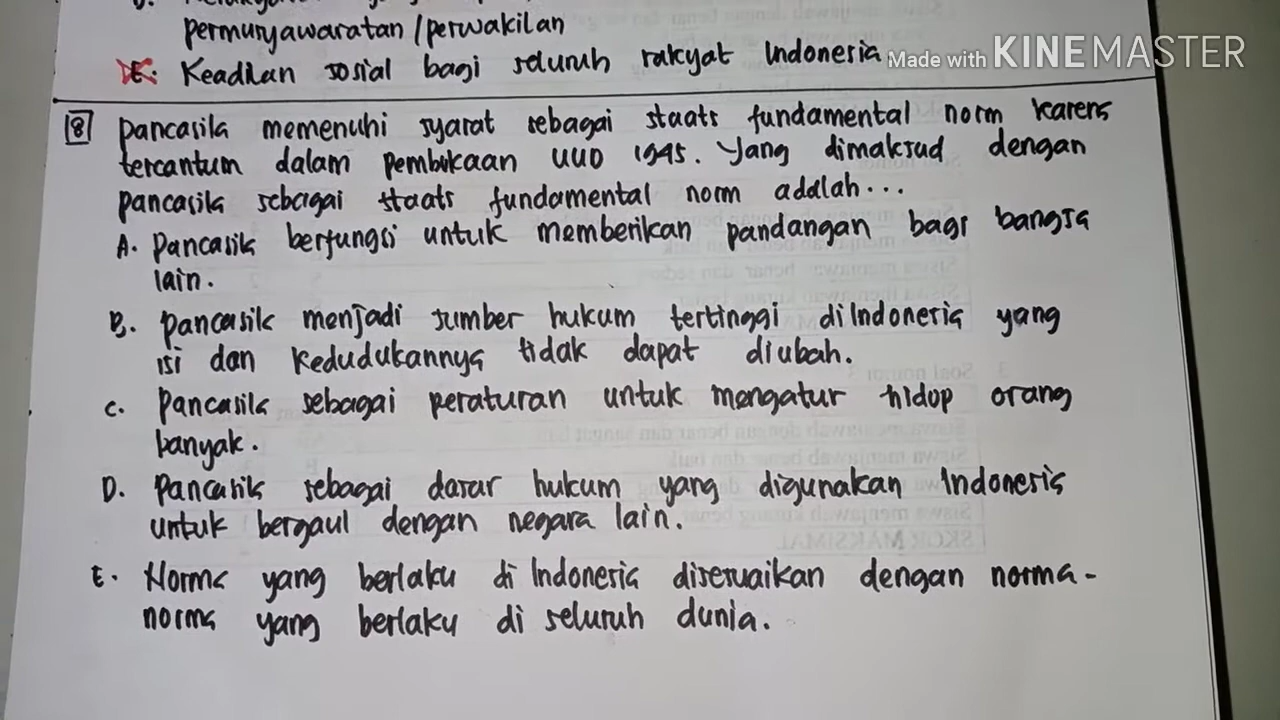 permuryawaratan / perwakilan
E. Keadilan sosial bagi seluruh rakyat Indonesia
Made with KINEMASTER
8 pancasila memenuhi syarat sebagai staats fundamental norm karena
tercantum dalam pembukaan UUD 1945. Yang dimaksud dengan
pancasila sebagai staats fundamental norm adalah...
A. pancasila berfungsi untuk memberikan pandangan bagi bangsa
lain.
B. pancasila menjadi sumber hukum tertinggi di Indonesia yang
isi dan kedudukannya tidak dapat diubah.
C. pancasila sebagai peraturan untuk mengatur hidop orang
banyak.
D. pancasila sebagai dasar hukum yang digunakan Indonesia
untuk bergaul dengan negara lain.
E. Norma yang berlaku di Indonesia disesuaikan dengan norma-
norma yang berlaku di seluruh dunia.